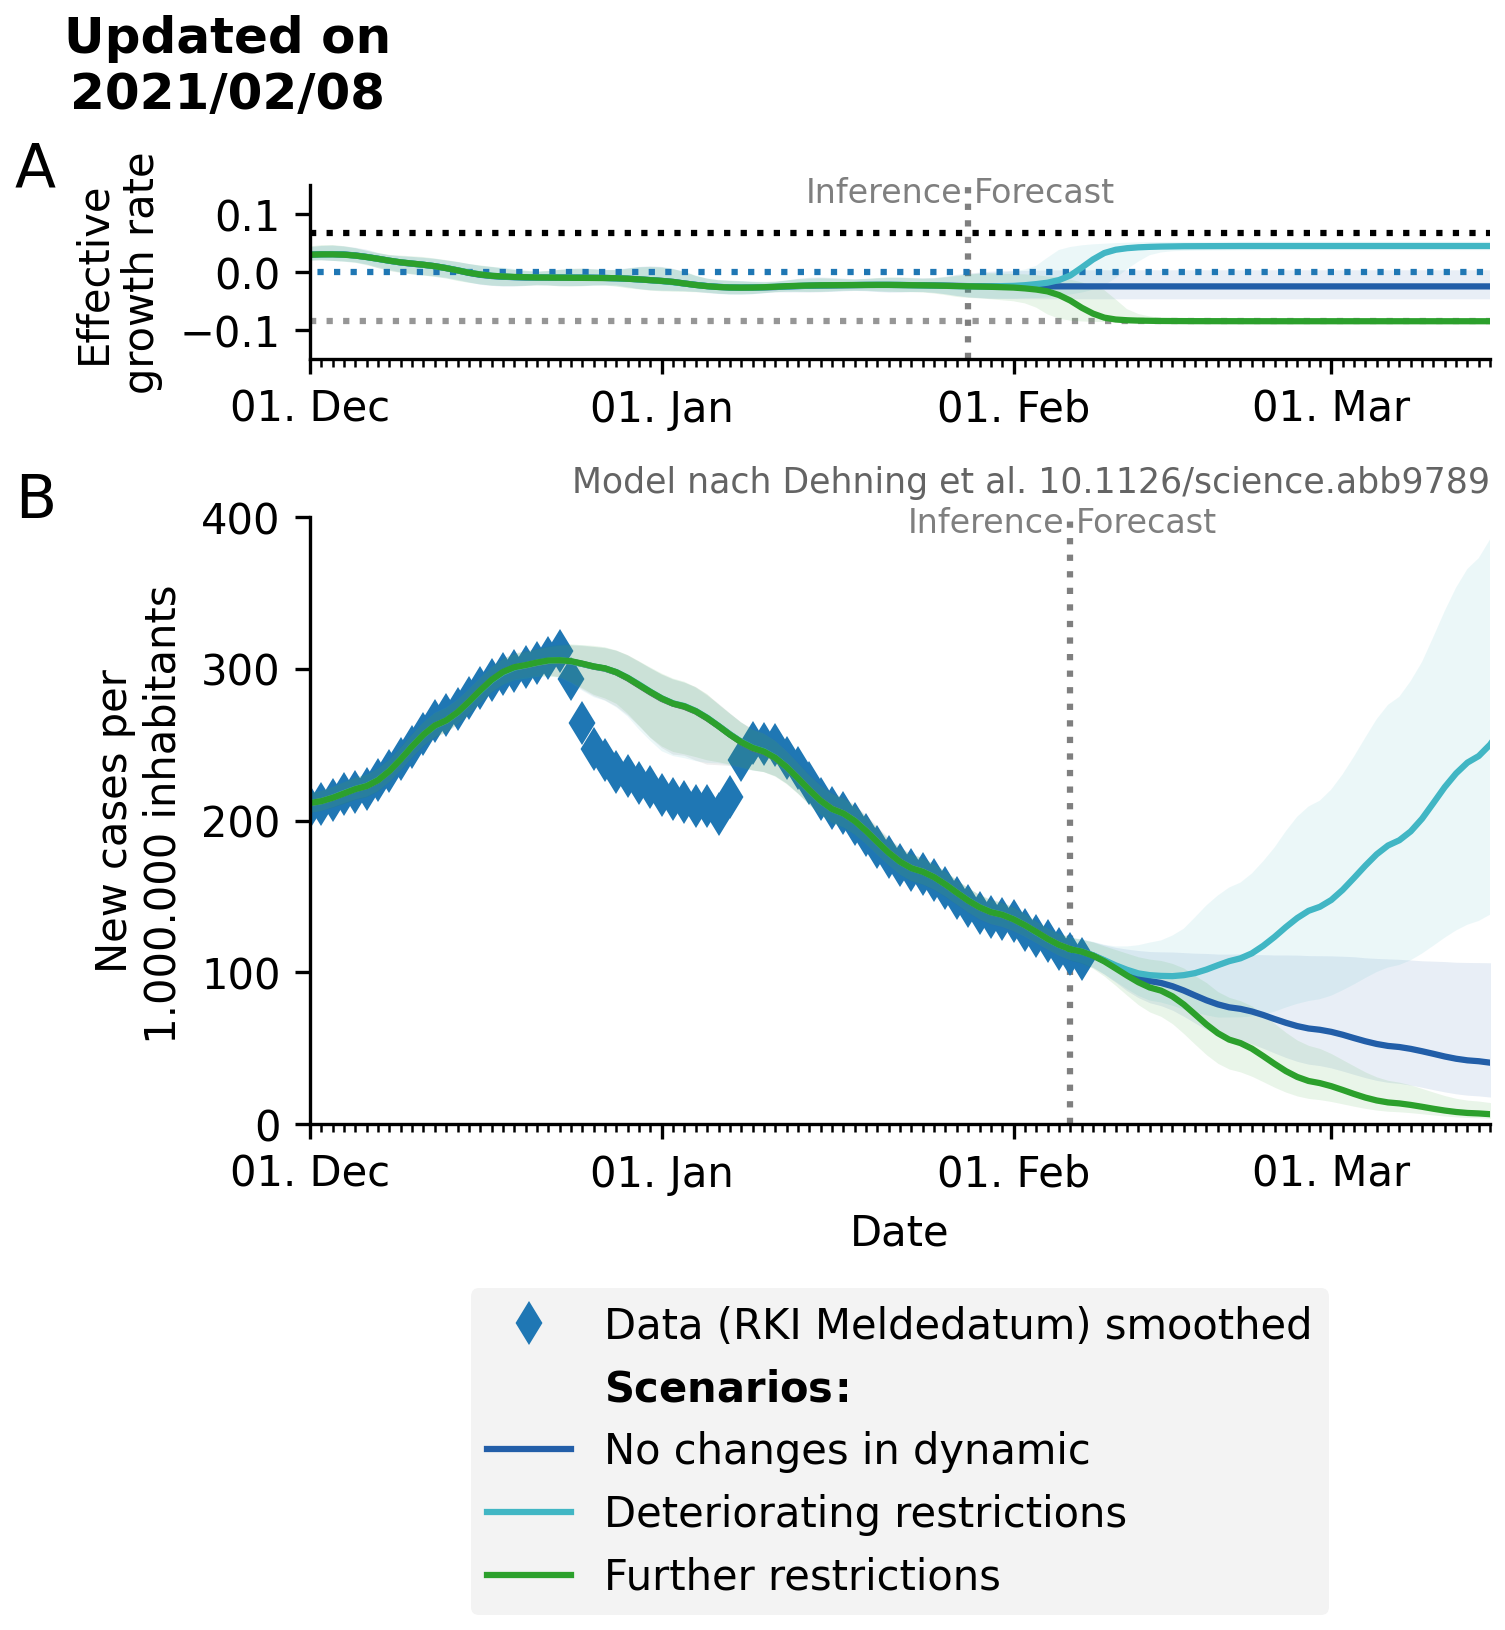 Updated on
2021/02/08
A
Effective
growth rate
Inference Forecast
0.1
0.0
−0.1
01. Dec 01. Jan 01. Feb 01. Mar
B
Model nach Dehning et al. 10.1126/science.abb9789
Inference Forecast
New cases per
1.000.000 inhabitants
400
300
200
100
0
01. Dec 01. Jan 01. Feb 01. Mar
Date
Data (RKI Meldedatum) smoothed
Scenarios:
No changes in dynamic
Deteriorating restrictions
Further restrictions